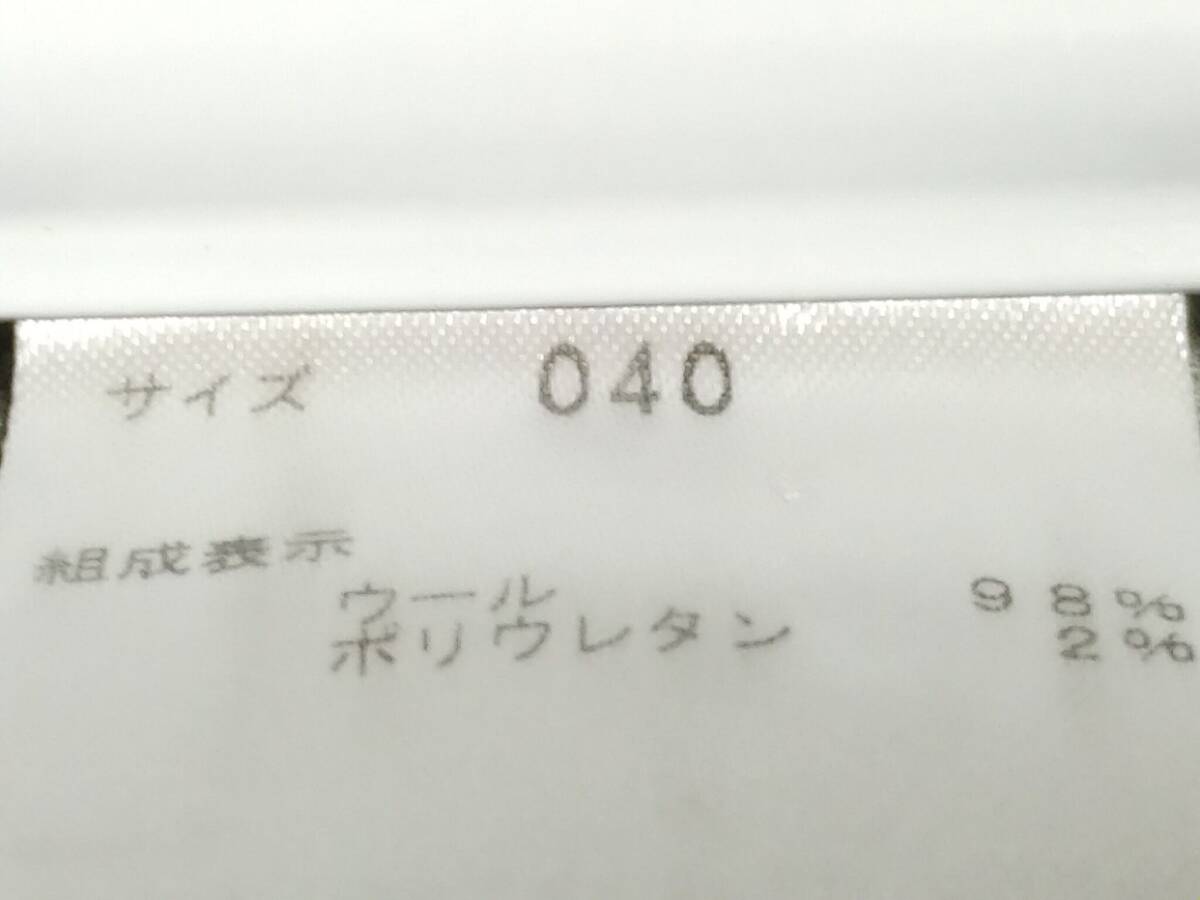 サイズ 040
組成表示
ウール 98%
ポリウレタン 2%